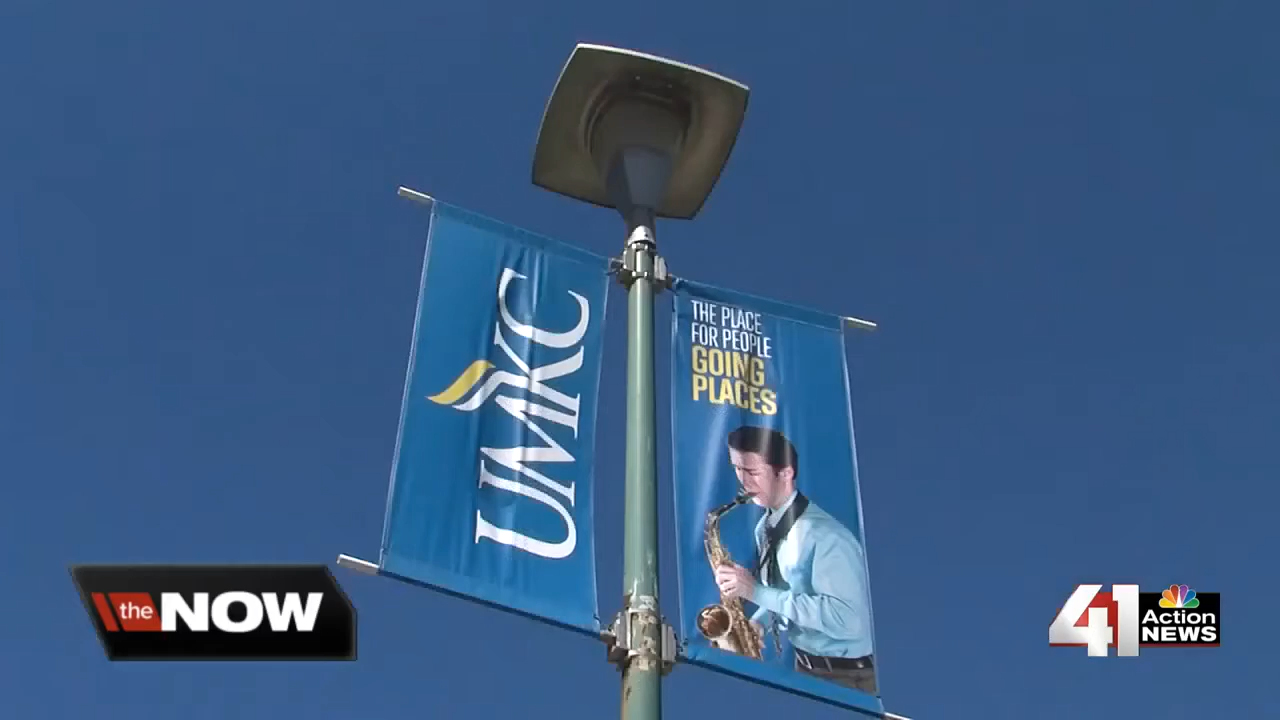 UMKC
THE PLACE
FOR PEOPLE
GOING
PLACES
the NOW
41 Action
NEWS